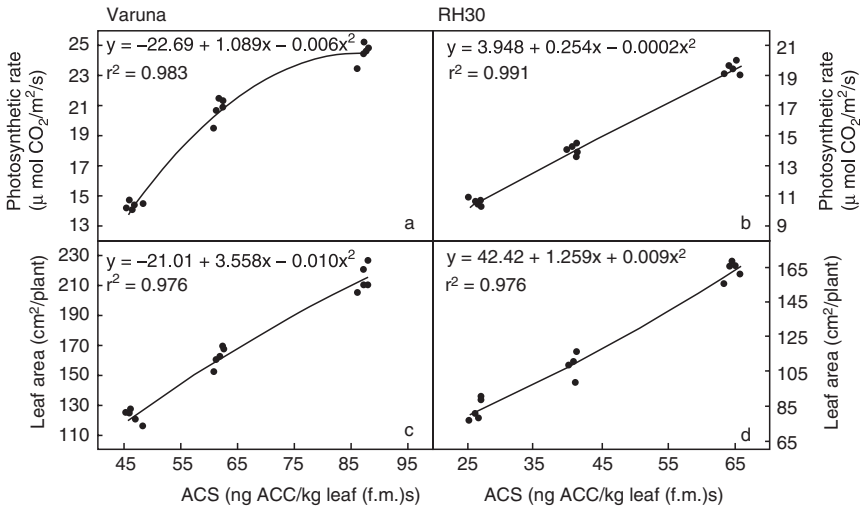 Varuna
RH30
Photosynthetic rate
(μ mol CO₂/m²/s)
25
23
21
19
17
15
13
y = −22.69 + 1.089x − 0.006x²
r² = 0.983
a
y = 3.948 + 0.254x − 0.0002x²
r² = 0.991
b
21
19
17
15
13
11
9
Photosynthetic rate
(μ mol CO₂/m²/s)
Leaf area (cm²/plant)
230
210
170
150
130
110
y = −21.01 + 3.558x − 0.010x²
r² = 0.976
c
y = 42.42 + 1.259x + 0.009x²
r² = 0.976
d
165
145
125
105
85
65
Leaf area (cm²/plant)
45 55 65 75 85 95
25 35 45 55 65
ACS (ng ACC/kg leaf (f.m.)s)
ACS (ng ACC/kg leaf (f.m.)s)